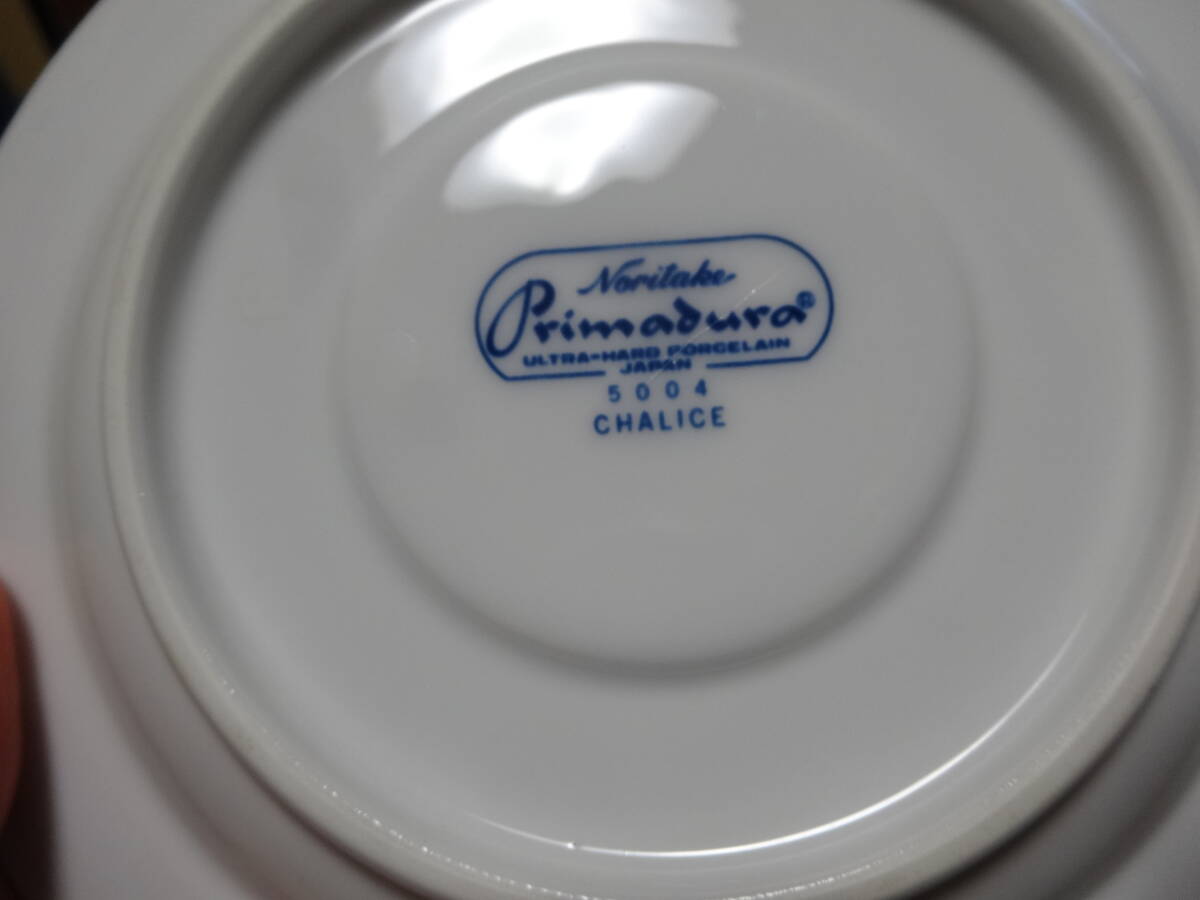 Noritake
Primadura®
ULTRA-HARD PORCELAIN
JAPAN
5004
CHALICE